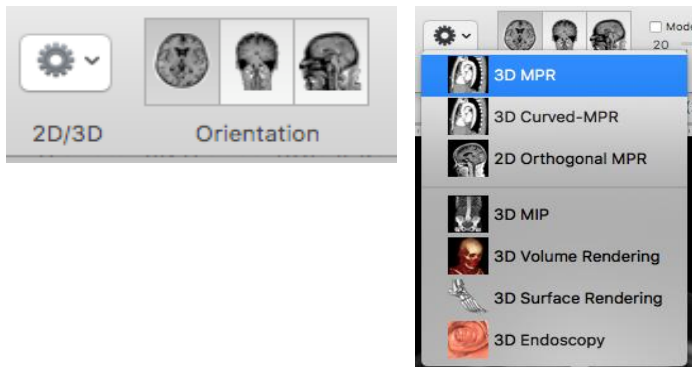 2D/3D
Orientation
20
3D MPR
3D Curved-MPR
2D Orthogonal MPR
3D MIP
3D Volume Rendering
3D Surface Rendering
3D Endoscopy